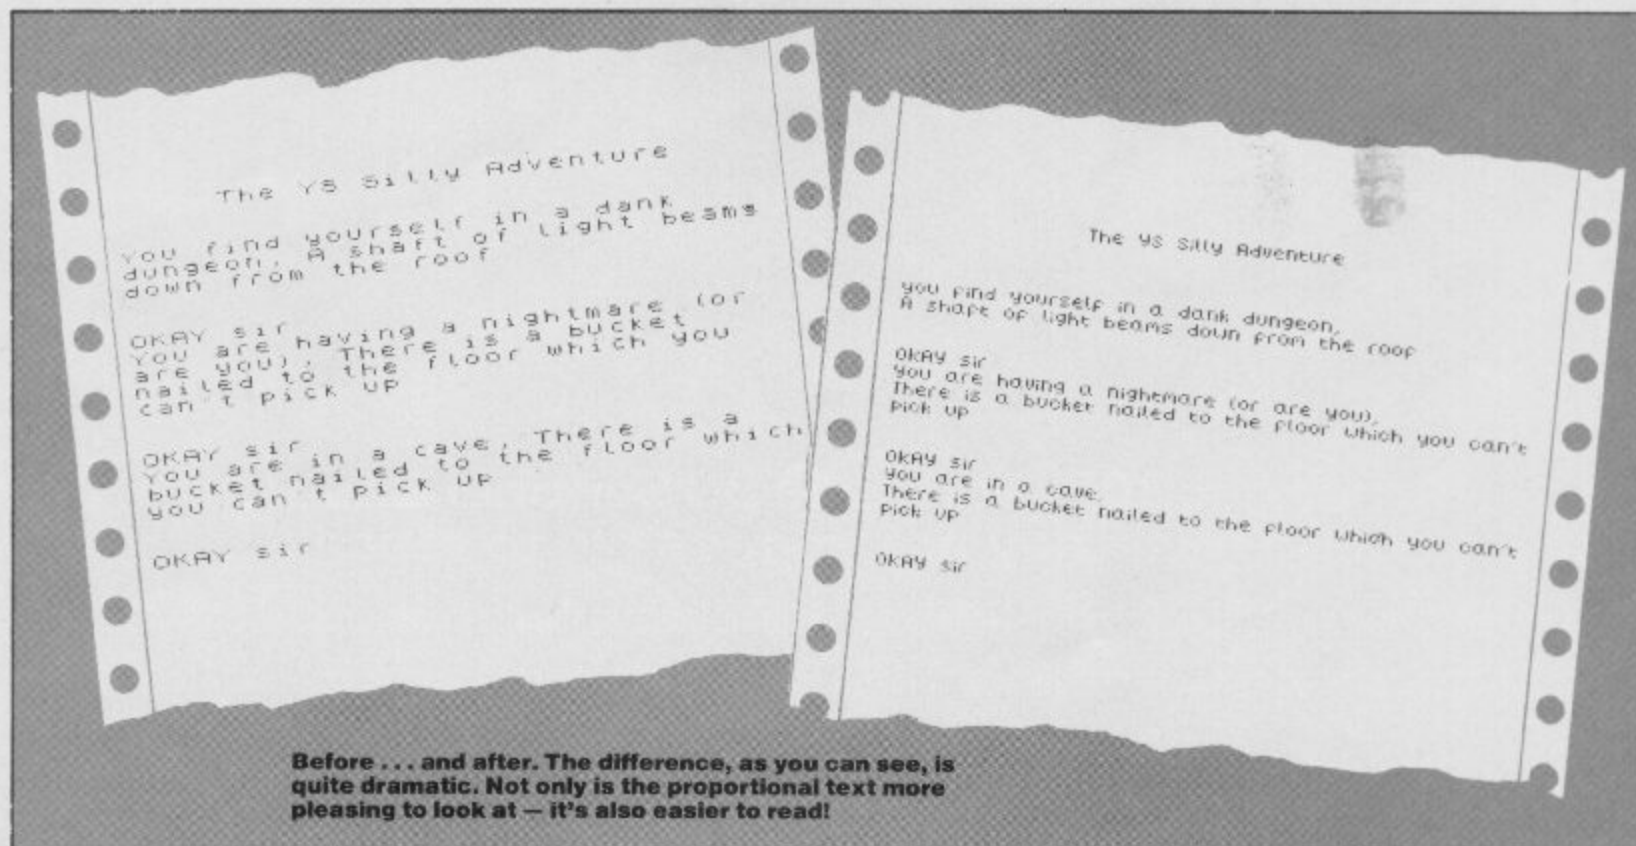 The YS Silly Adventure
You find yourself in a dank
dungeon. A shaft of light beams
down from the roof
OKAY sir
You are having a nightmare (or
are you). There is a bucket
nailed to the floor which you
can't pick up
OKAY sir
You are in a cave. There is a
bucket nailed to the floor which
you can't pick up
OKAY sir
The YS Silly Adventure
you find yourself in a dank dungeon.
A shaft of light beams down from the roof
OKAY sir
you are having a nightmare (or are you).
There is a bucket nailed to the floor which you can't
pick up
OKAY sir
you are in a cave.
There is a bucket nailed to the floor which you can't
pick up
OKAY sir
Before ... and after. The difference, as you can see, is
quite dramatic. Not only is the proportional text more
pleasing to look at — it's also easier to read!